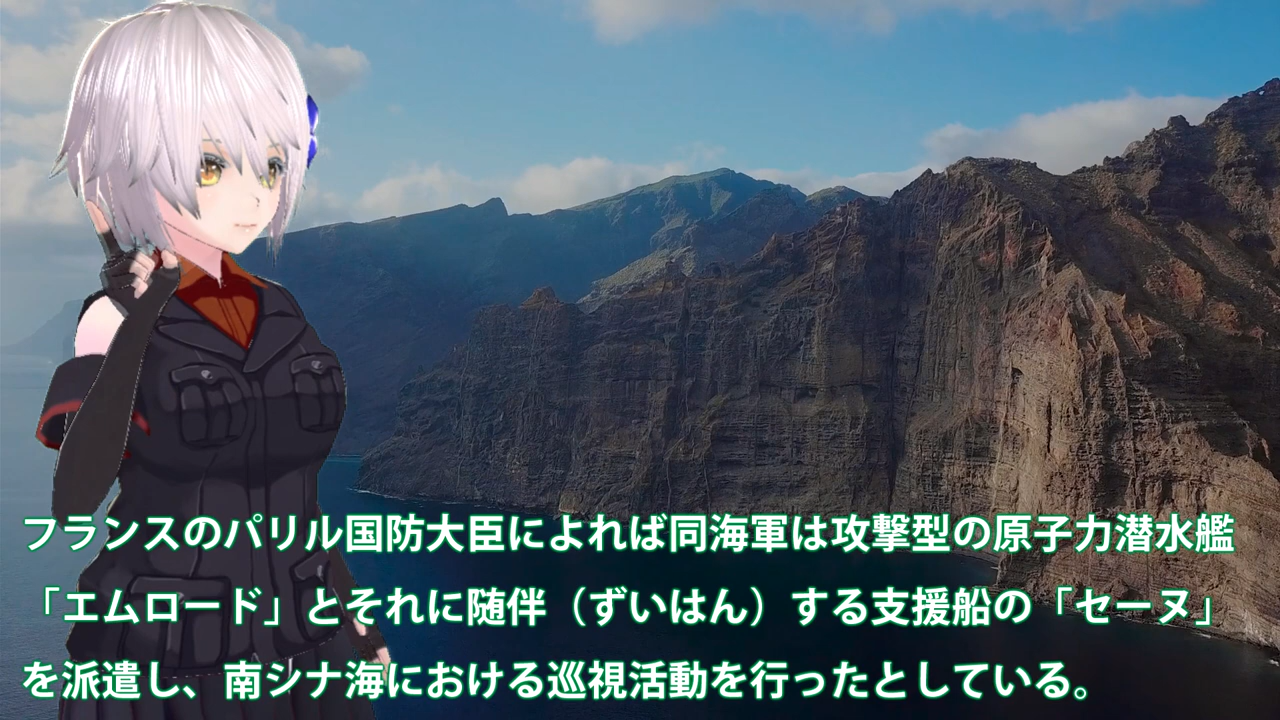 フランスのパリル国防大臣によれば同海軍は攻撃型の原子力潜水艦
「エムロード」とそれに随伴（ずいはん）する支援船の「セーヌ」
を派遣し、南シナ海における巡視活動を行ったとしている。